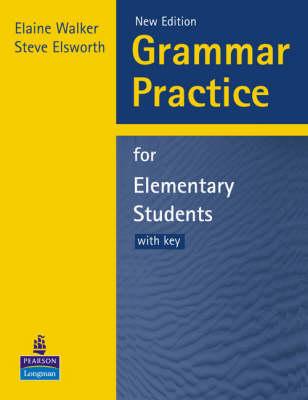 Elaine Walker
Steve Elsworth
New Edition
Grammar
Practice
for
Elementary
Students
with key
PEARSON
Longman